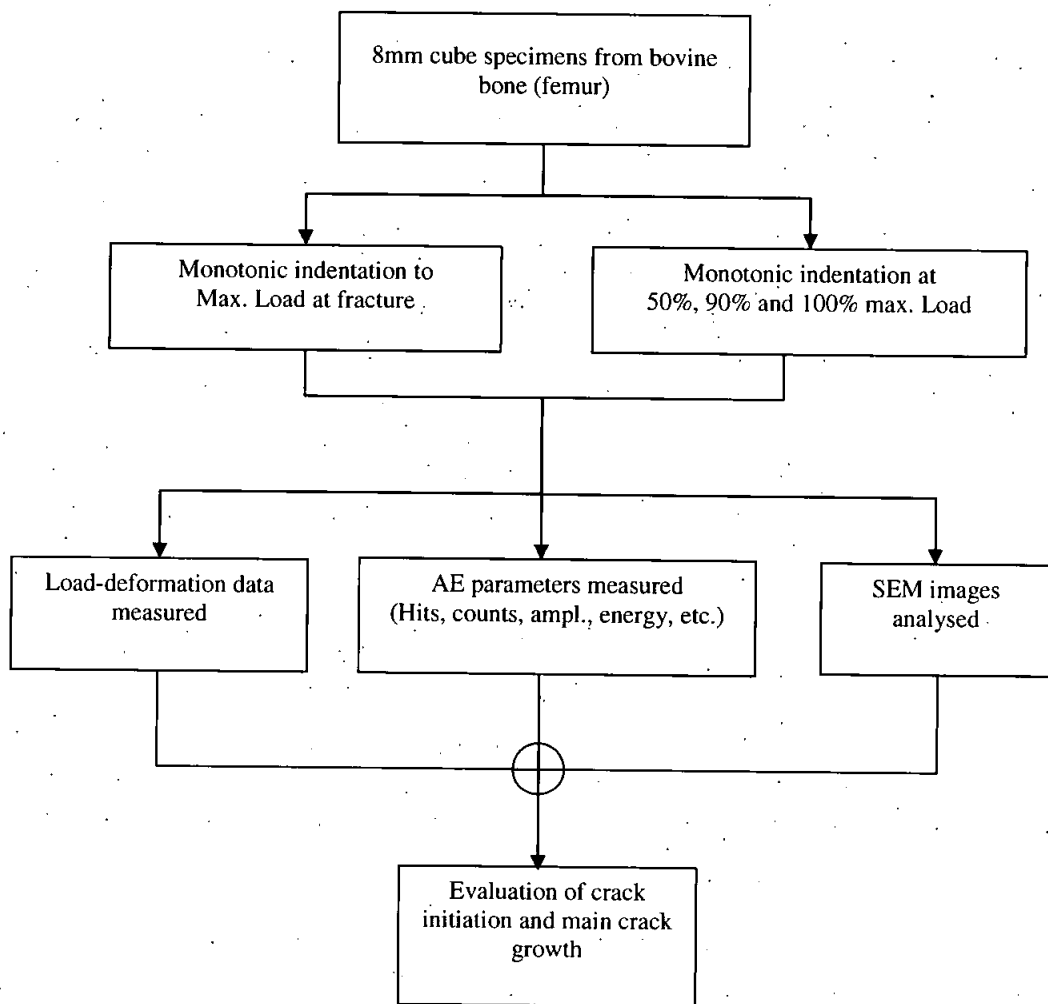 8mm cube specimens from bovine
bone (femur)
Monotonic indentation to
Max. Load at fracture
Monotonic indentation at
50%, 90% and 100% max. Load
Load-deformation data
measured
AE parameters measured
(Hits, counts, ampl., energy, etc.)
SEM images
analysed
Evaluation of crack
initiation and main crack
growth